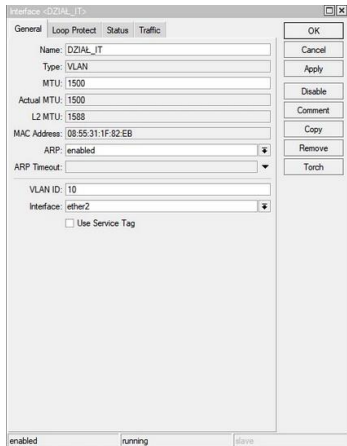 Interface <DZIAŁ_IT>
General Loop Protect Status Traffic
Name: DZIAŁ_IT
Type: VLAN
MTU: 1500
Actual MTU: 1500
L2 MTU: 1588
MAC Address: 08:55:31:1F:82:EB
ARP: enabled
ARP Timeout:
VLAN ID: 10
Interface: ether2
Use Service Tag
OK
Cancel
Apply
Disable
Comment
Copy
Remove
Torch
enabled running slave